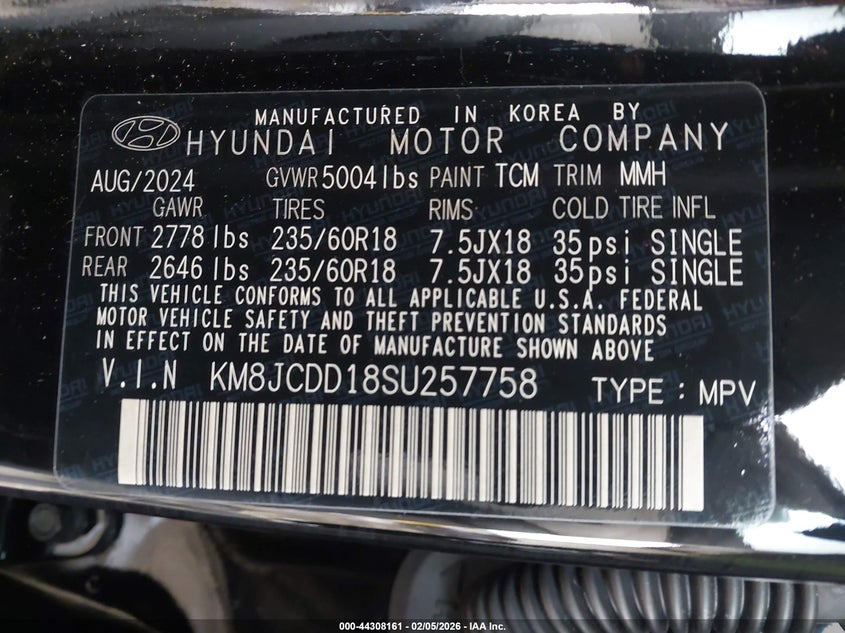 MANUFACTURED IN KOREA BY
HYUNDAI MOTOR COMPANY
AUG/2024 GVWR 5004 lbs PAINT TCM TRIM MMH
GAWR TIRES RIMS COLD TIRE INFL
FRONT 2778 lbs 235/60R18 7.5JX18 35psi SINGLE
REAR 2646 lbs 235/60R18 7.5JX18 35psi SINGLE
THIS VEHICLE CONFORMS TO ALL APPLICABLE U.S.A. FEDERAL
MOTOR VEHICLE SAFETY AND THEFT PREVENTION STANDARDS
IN EFFECT ON THE DATE OF MANUFACTURE SHOWN ABOVE
V.I.N KM8JCDD18SU257758 TYPE : MPV
000-44308161 - 02/05/2026 - IAA Inc.